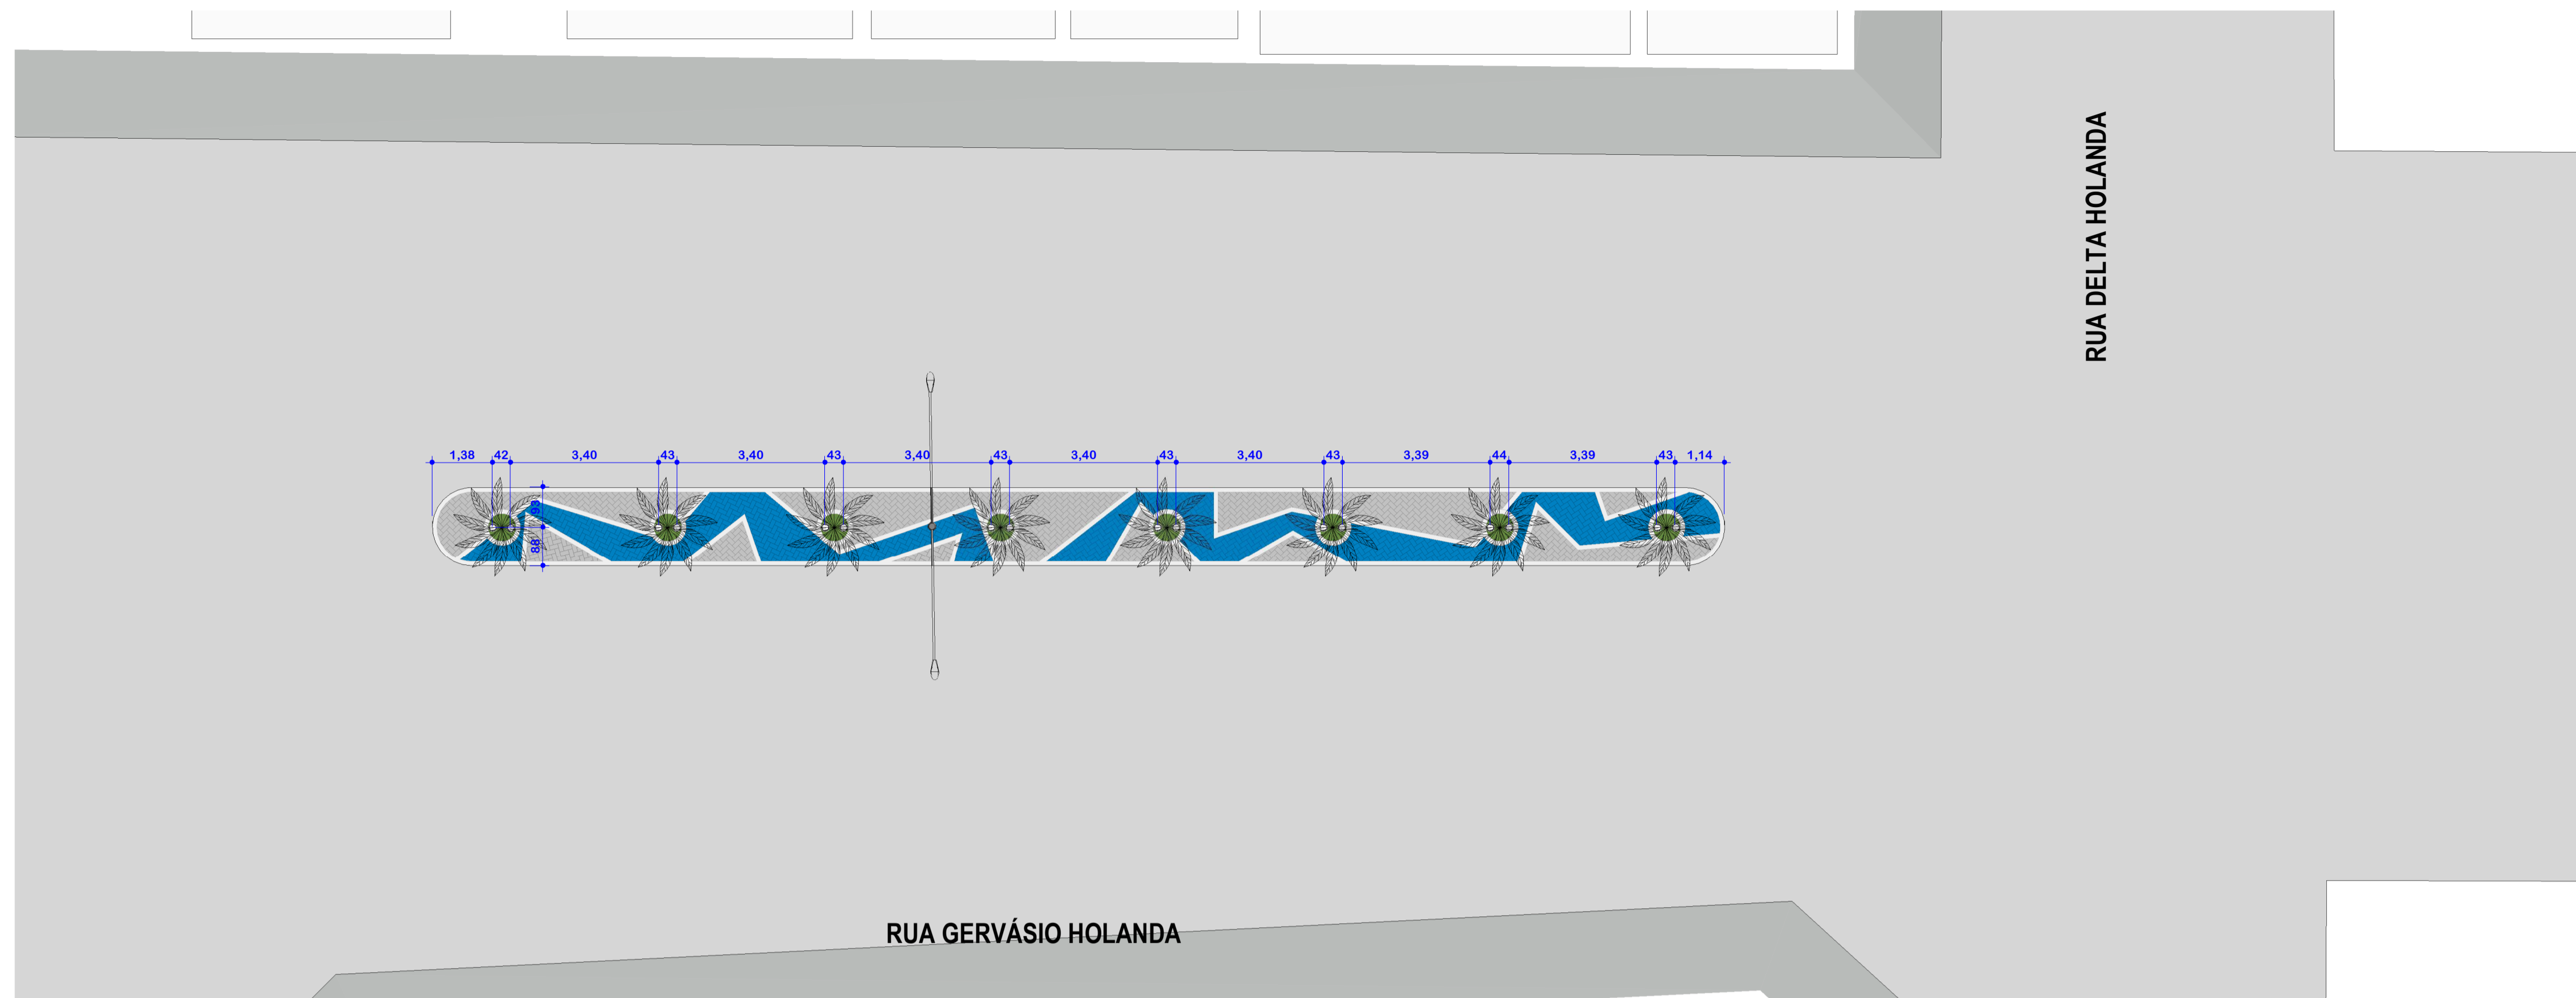 RUA DELTA HOLANDA
1,38 42 3,40 43 3,40 43 3,40 43 3,40 43 3,40 43 3,39 44 3,39 43 1,14
93
88
RUA GERVÁSIO HOLANDA